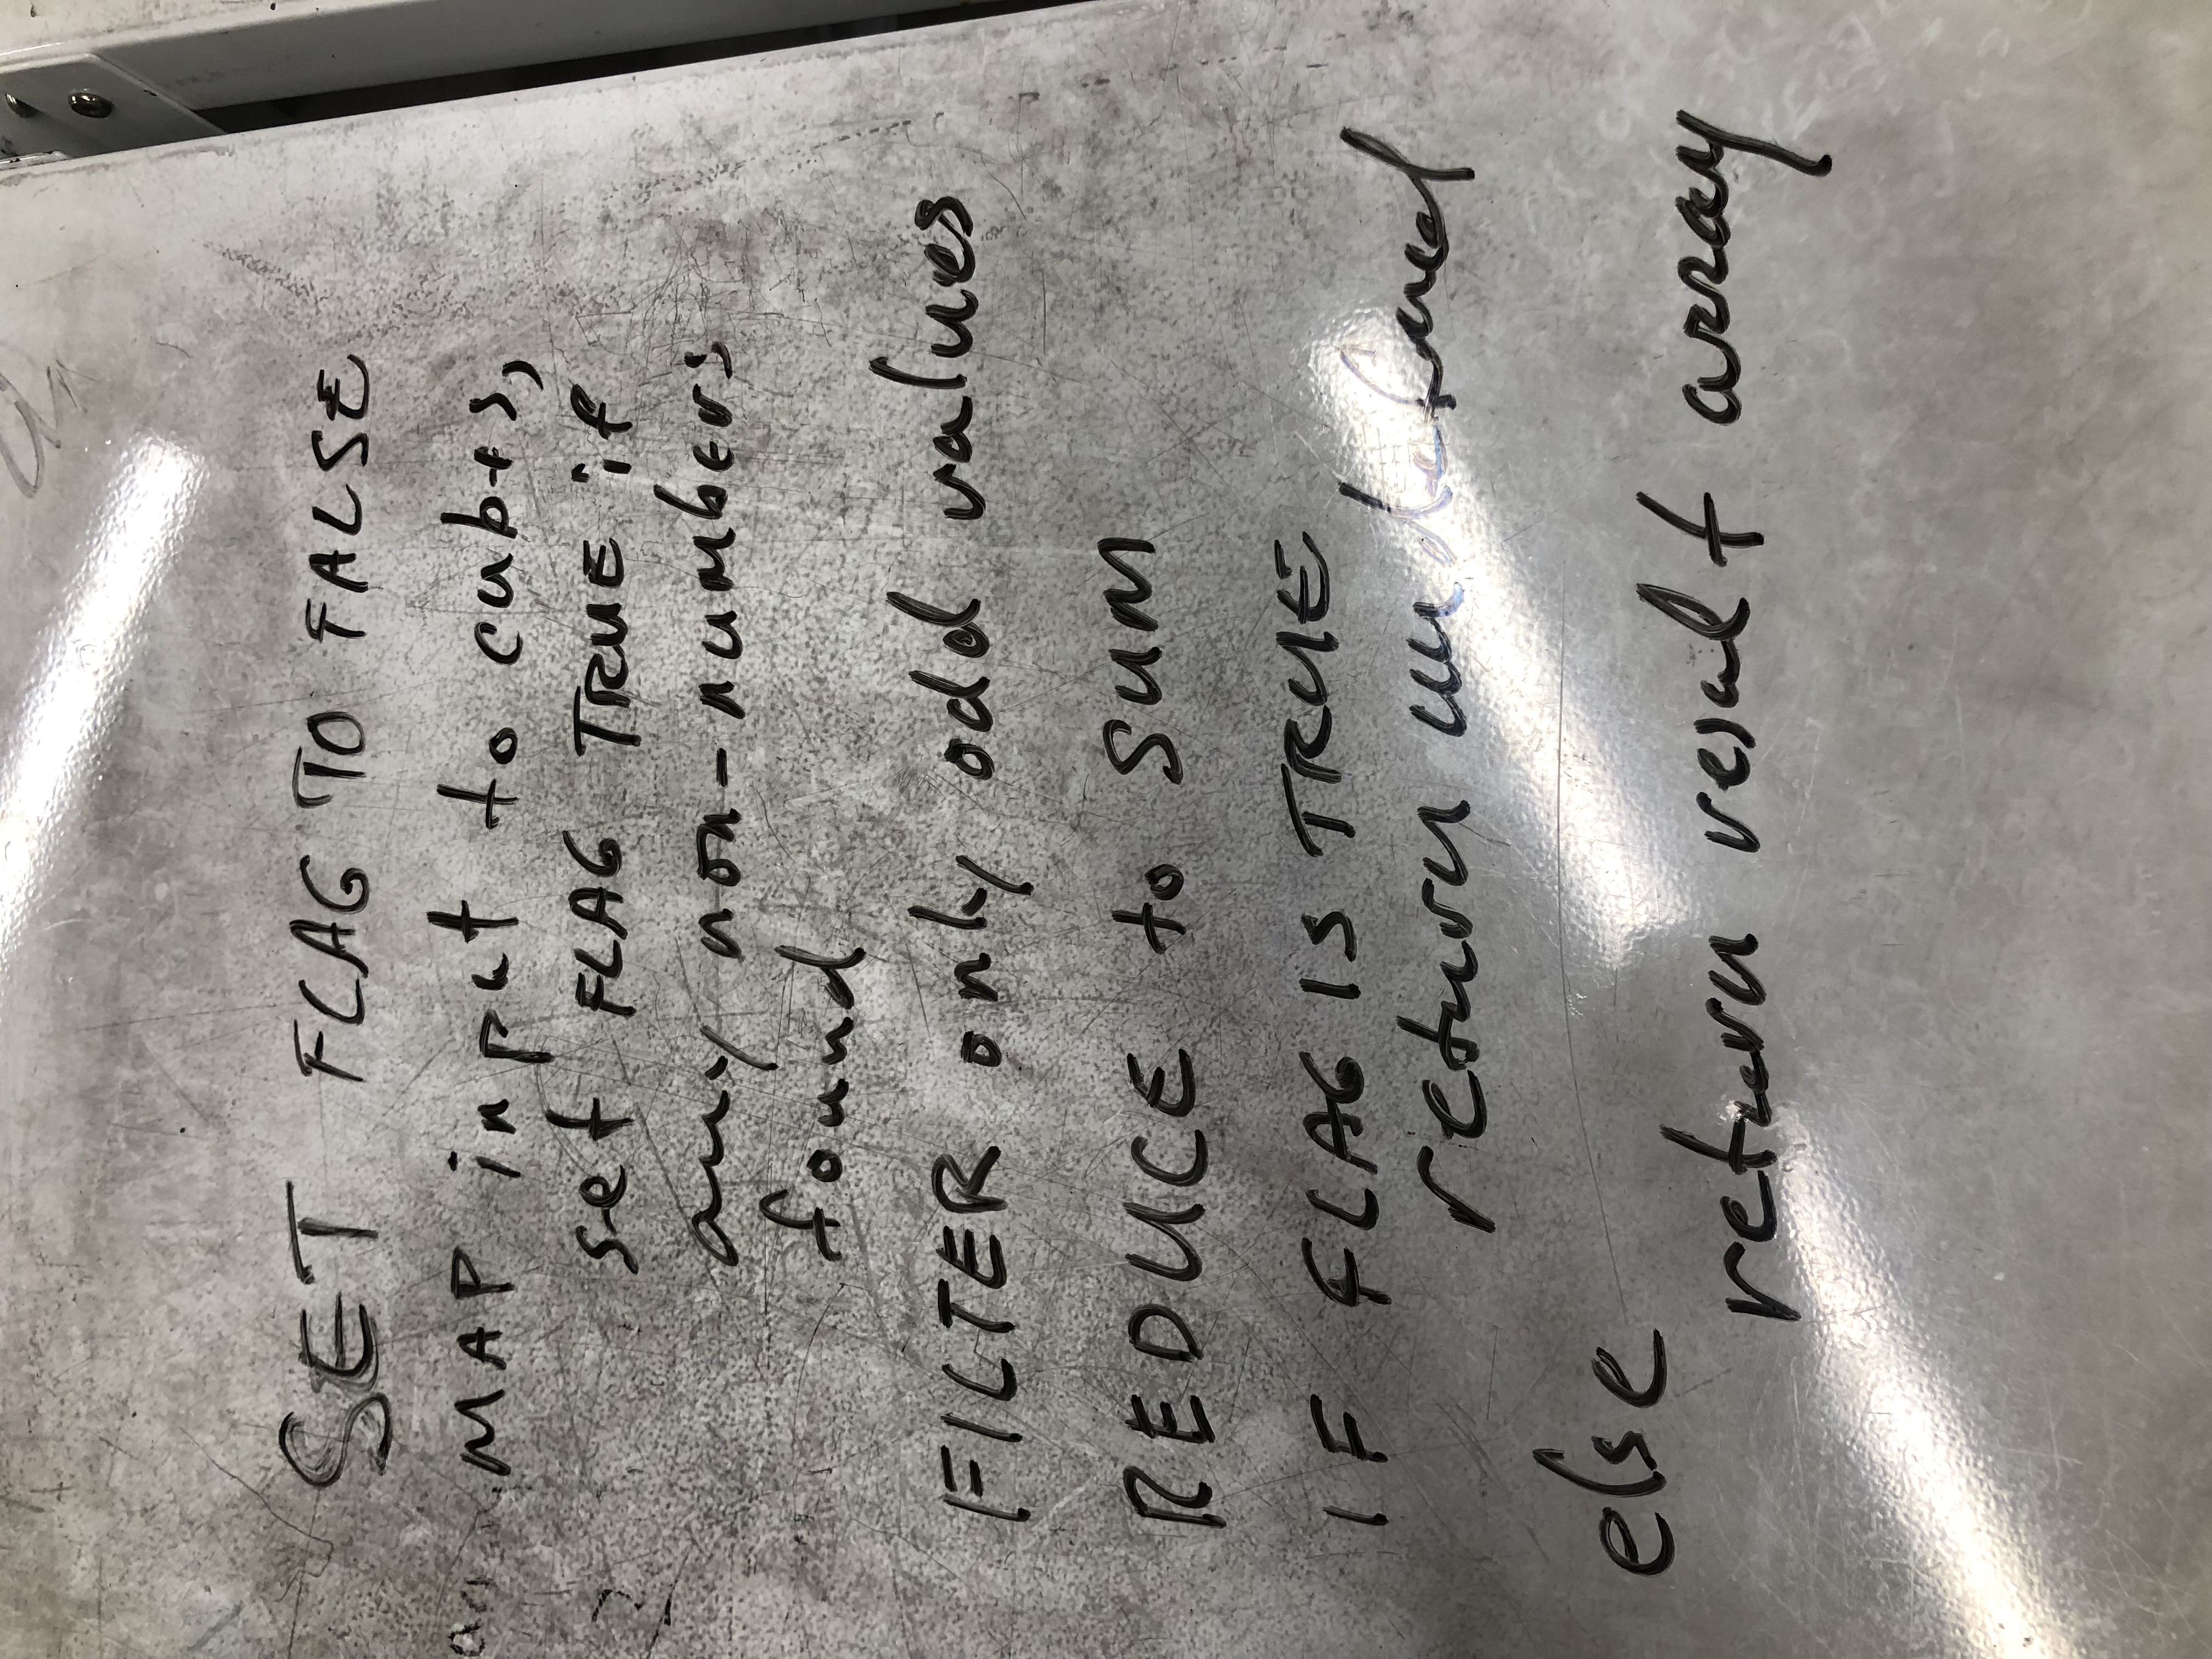 SET FLAG TO FALSE
MAP input to cubes,
set FLAG TRUE if
any non-numbers
found
FILTER only odd values
REDUCE to SUM
IF FLAG IS TRUE
return undefined
else
return result array